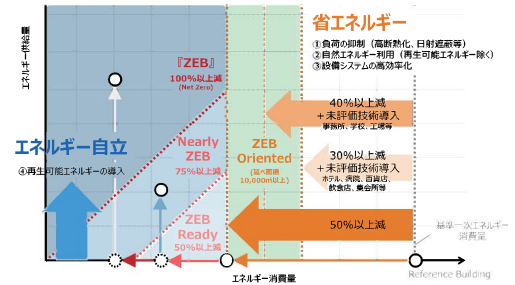 省エネルギー
①負荷の抑制（高断熱化、日射遮蔽等）
②自然エネルギー利用（再生可能エネルギー除く）
③設備システムの高効率化
エネルギー供給量
『ZEB』
100%以上減
(Net Zero)
40%以上減
＋未評価技術導入
事務所、学校、工場等
エネルギー自立
④再生可能エネルギーの導入
Nearly
ZEB
75%以上減
ZEB
Oriented
(延べ面積
10,000㎡以上)
30%以上減
＋未評価技術導入
ホテル、病院、百貨店、
飲食店、集会所等
ZEB
Ready
50%以上減
50%以上減
基準一次エネルギー
消費量
エネルギー消費量
Reference Building